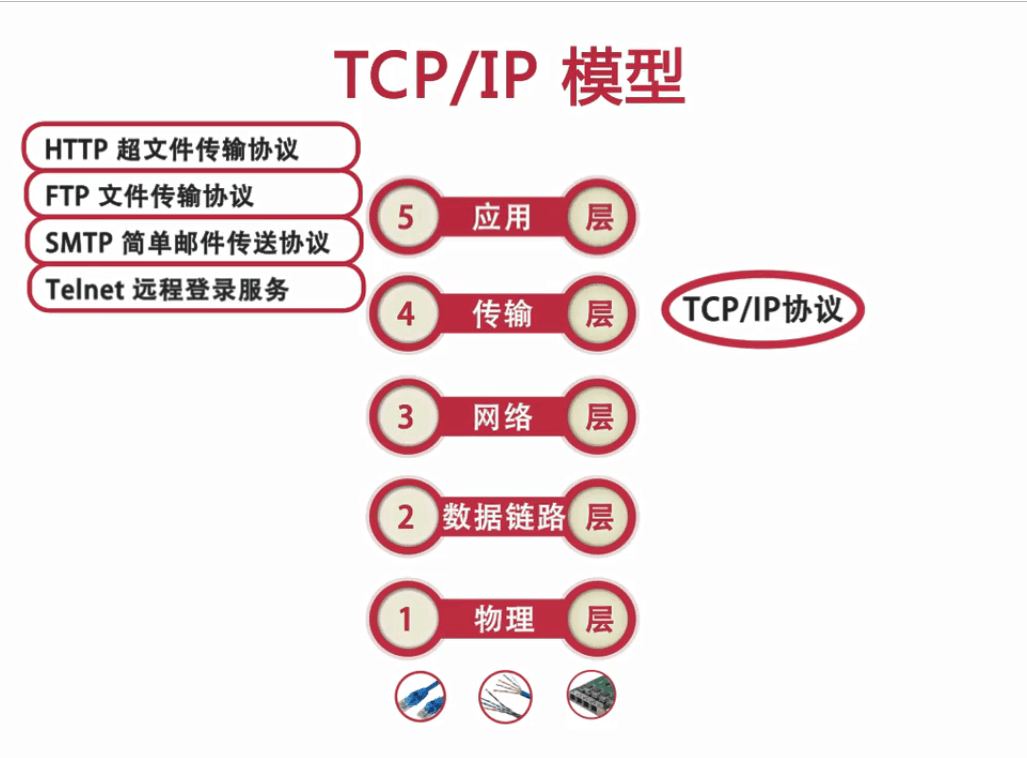 TCP/IP 模型
HTTP 超文件传输协议
FTP 文件传输协议
SMTP 简单邮件传送协议
Telnet 远程登录服务
5 应用 层
4 传输 层
TCP/IP协议
3 网络 层
2 数据链路 层
1 物理 层